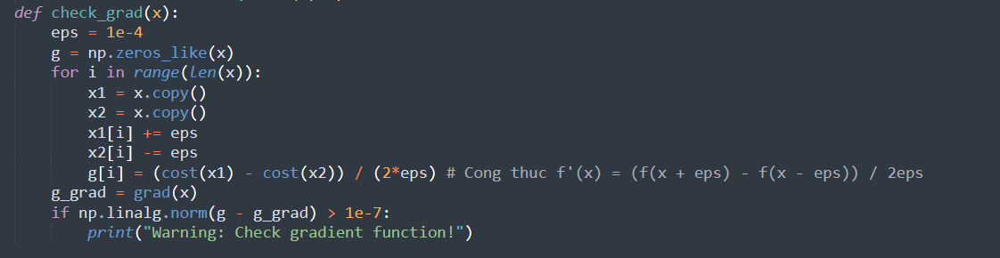 def check_grad(x):
    eps = 1e-4
    g = np.zeros_like(x)
    for i in range(len(x)):
        x1 = x.copy()
        x2 = x.copy()
        x1[i] += eps
        x2[i] -= eps
        g[i] = (cost(x1) - cost(x2)) / (2*eps) # Cong thuc f'(x) = (f(x + eps) - f(x - eps)) / 2eps
    g_grad = grad(x)
    if np.linalg.norm(g - g_grad) > 1e-7:
        print("Warning: Check gradient function!")